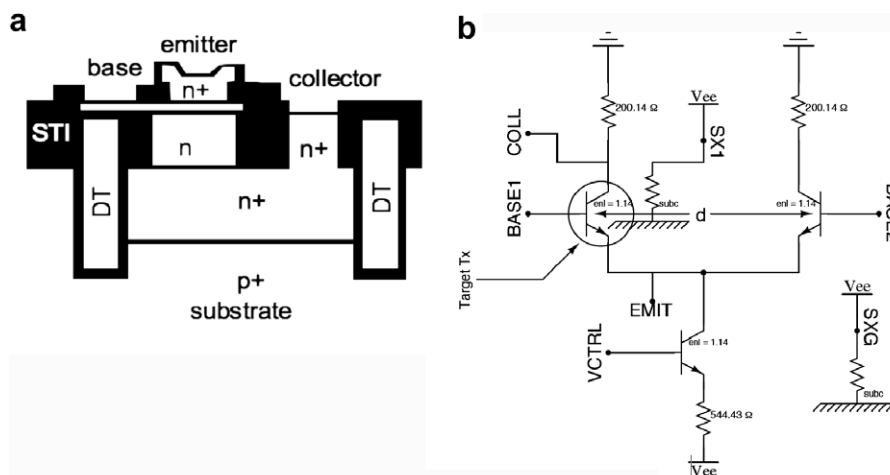 a
emitter
base
collector
n+
STI
n
n+
DT
n+
DT
p+
substrate
b
200.14 Ω
Vee
200.14 Ω
COLL
SX1
subc
BASE1
enl = 1.14
d
enl = 1.14
Target Tx
EMIT
Vee
SXG
VCTRL
enl = 1.14
subc
544.43 Ω
Vee